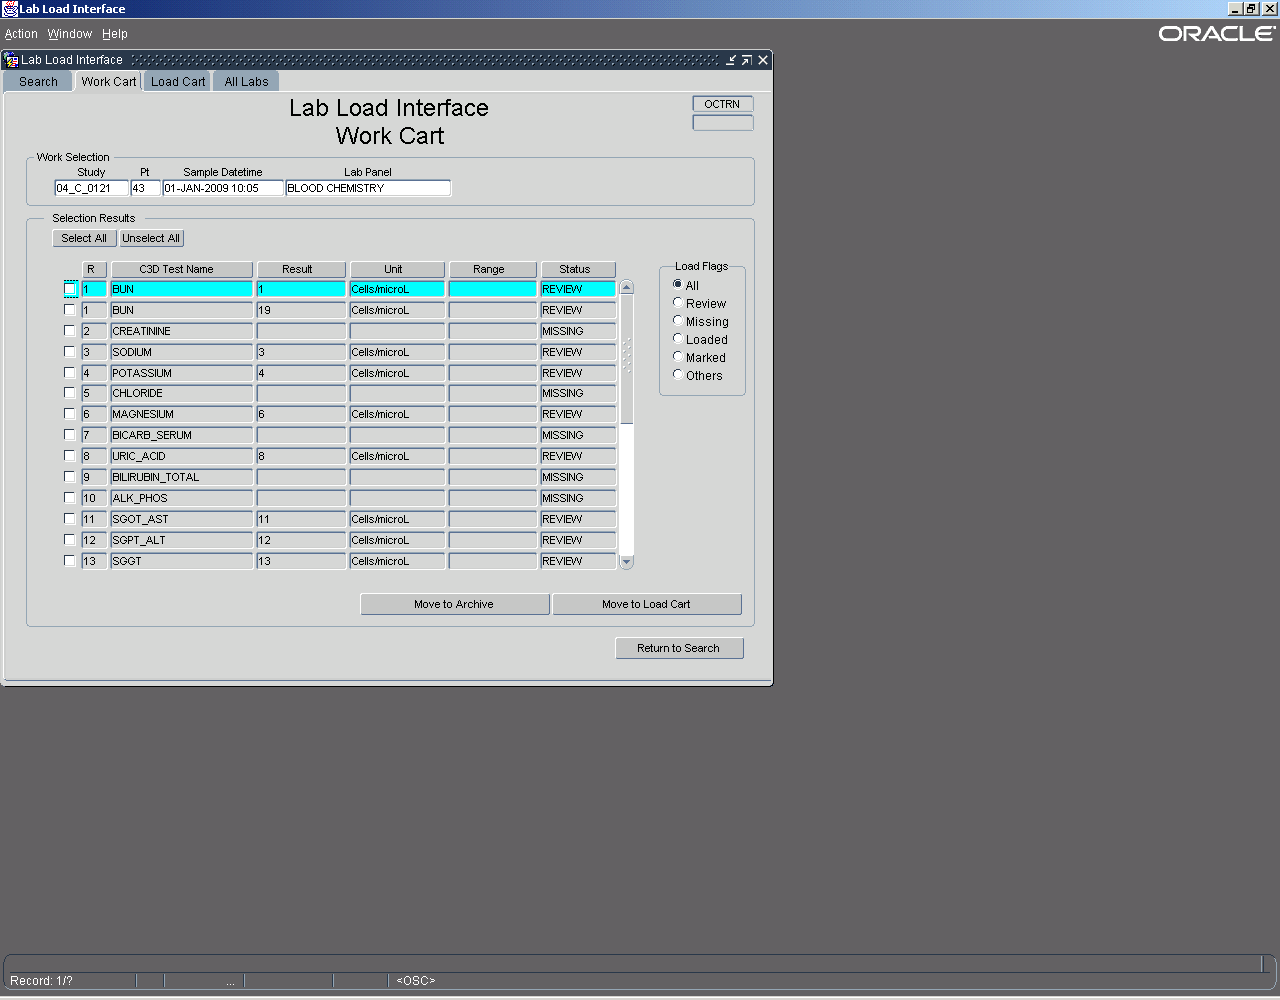 Lab Load Interface
Action Window Help
ORACLE
Lab Load Interface
Search Work Cart Load Cart All Labs
Lab Load Interface
Work Cart
OCTRN
Work Selection
Study Pt Sample Datetime Lab Panel
04_C_0121 43 01-JAN-2009 10:05 BLOOD CHEMISTRY
Selection Results
Select All Unselect All
R C3D Test Name Result Unit Range Status
1 BUN 1 Cells/microL REVIEW
1 BUN 19 Cells/microL REVIEW
2 CREATININE MISSING
3 SODIUM 3 Cells/microL REVIEW
4 POTASSIUM 4 Cells/microL REVIEW
5 CHLORIDE MISSING
6 MAGNESIUM 6 Cells/microL REVIEW
7 BICARB_SERUM MISSING
8 URIC_ACID 8 Cells/microL REVIEW
9 BILIRUBIN_TOTAL MISSING
10 ALK_PHOS MISSING
11 SGOT_AST 11 Cells/microL REVIEW
12 SGPT_ALT 12 Cells/microL REVIEW
13 SGGT 13 Cells/microL REVIEW
Load Flags
All
Review
Missing
Loaded
Marked
Others
Move to Archive Move to Load Cart
Return to Search
Record: 1/? ... <OSC>